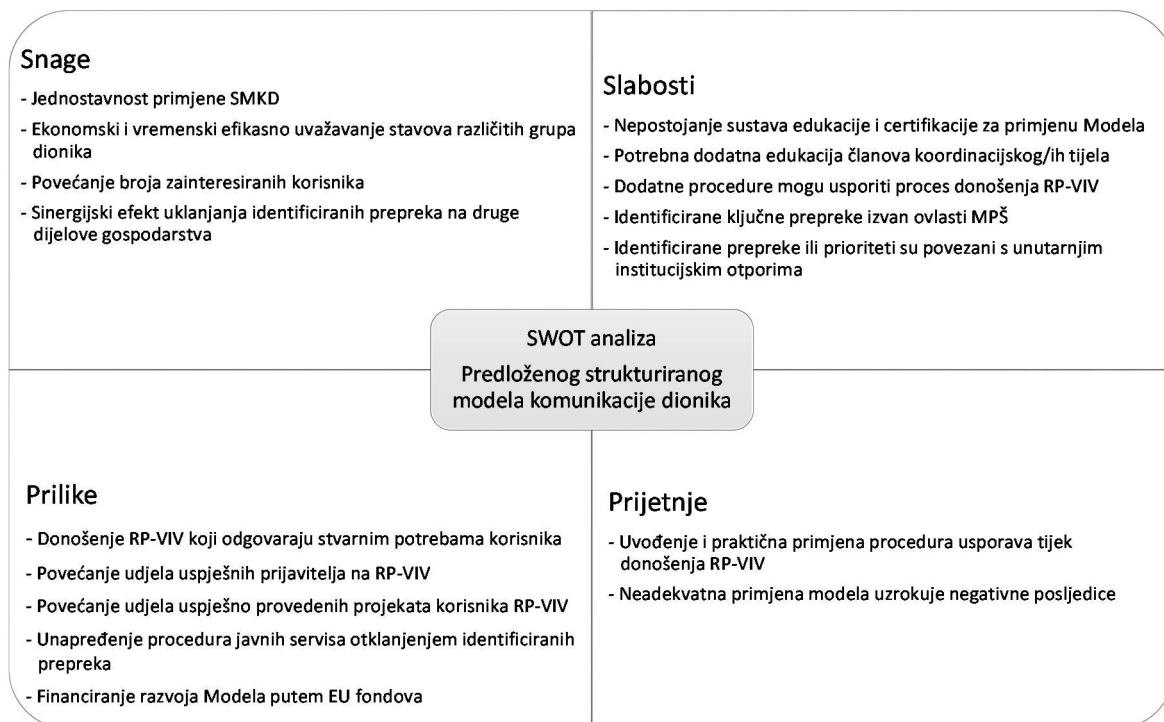 Snage
- Jednostavnost primjene SMKD
- Ekonomski i vremenski efikasno uvažavanje stavova različitih grupa
dionika
- Povećanje broja zainteresiranih korisnika
- Sinergijski efekt uklanjanja identificiranih prepreka na druge
dijelove gospodarstva
Slabosti
- Nepostojanje sustava edukacije i certifikacije za primjenu Modela
- Potrebna dodatna edukacija članova koordinacijskog/ih tijela
- Dodatne procedure mogu usporiti proces donošenja RP-VIV
- Identificirane ključne prepreke izvan ovlasti MPŠ
- Identificirane prepreke ili prioriteti su povezani s unutarnjim
institucijskim otporima
SWOT analiza
Predloženog strukturiranog
modela komunikacije dionika
Prilike
- Donošenje RP-VIV koji odgovaraju stvarnim potrebama korisnika
- Povećanje udjela uspješnih prijavitelja na RP-VIV
- Povećanje udjela uspješno provedenih projekata korisnika RP-VIV
- Unapređenje procedura javnih servisa otklanjenjem identificiranih
prepreka
- Financiranje razvoja Modela putem EU fondova
Prijetnje
- Uvođenje i praktična primjena procedura usporava tijek
donošenja RP-VIV
- Neadekvatna primjena modela uzrokuje negativne posljedice